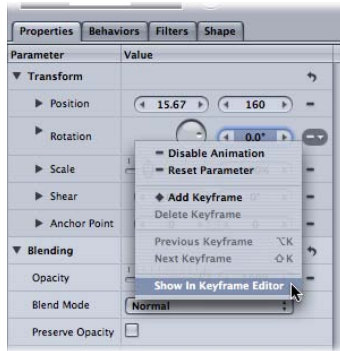 Properties Behaviors Filters Shape
Parameter Value
Transform
Position 15.67 160
Rotation 0.0°
Disable Animation
Reset Parameter
Scale
Shear
Add Keyframe
Delete Keyframe
Anchor Point
Previous Keyframe ⌥K
Blending
Next Keyframe ⇧K
Opacity
Show In Keyframe Editor
Blend Mode Normal
Preserve Opacity